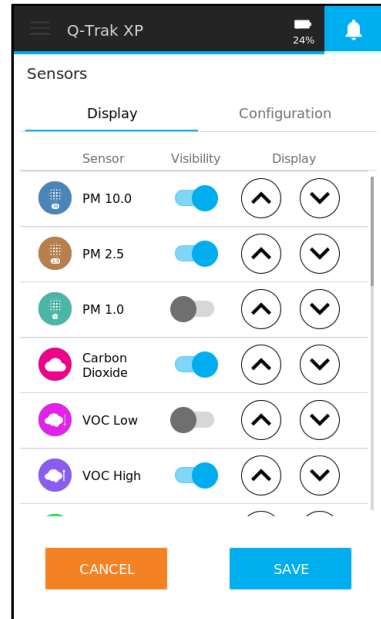 Q-Trak XP
24%
Sensors
Display Configuration
Sensor Visibility Display
PM 10.0
PM 2.5
PM 1.0
Carbon
Dioxide
VOC Low
VOC High
CANCEL SAVE